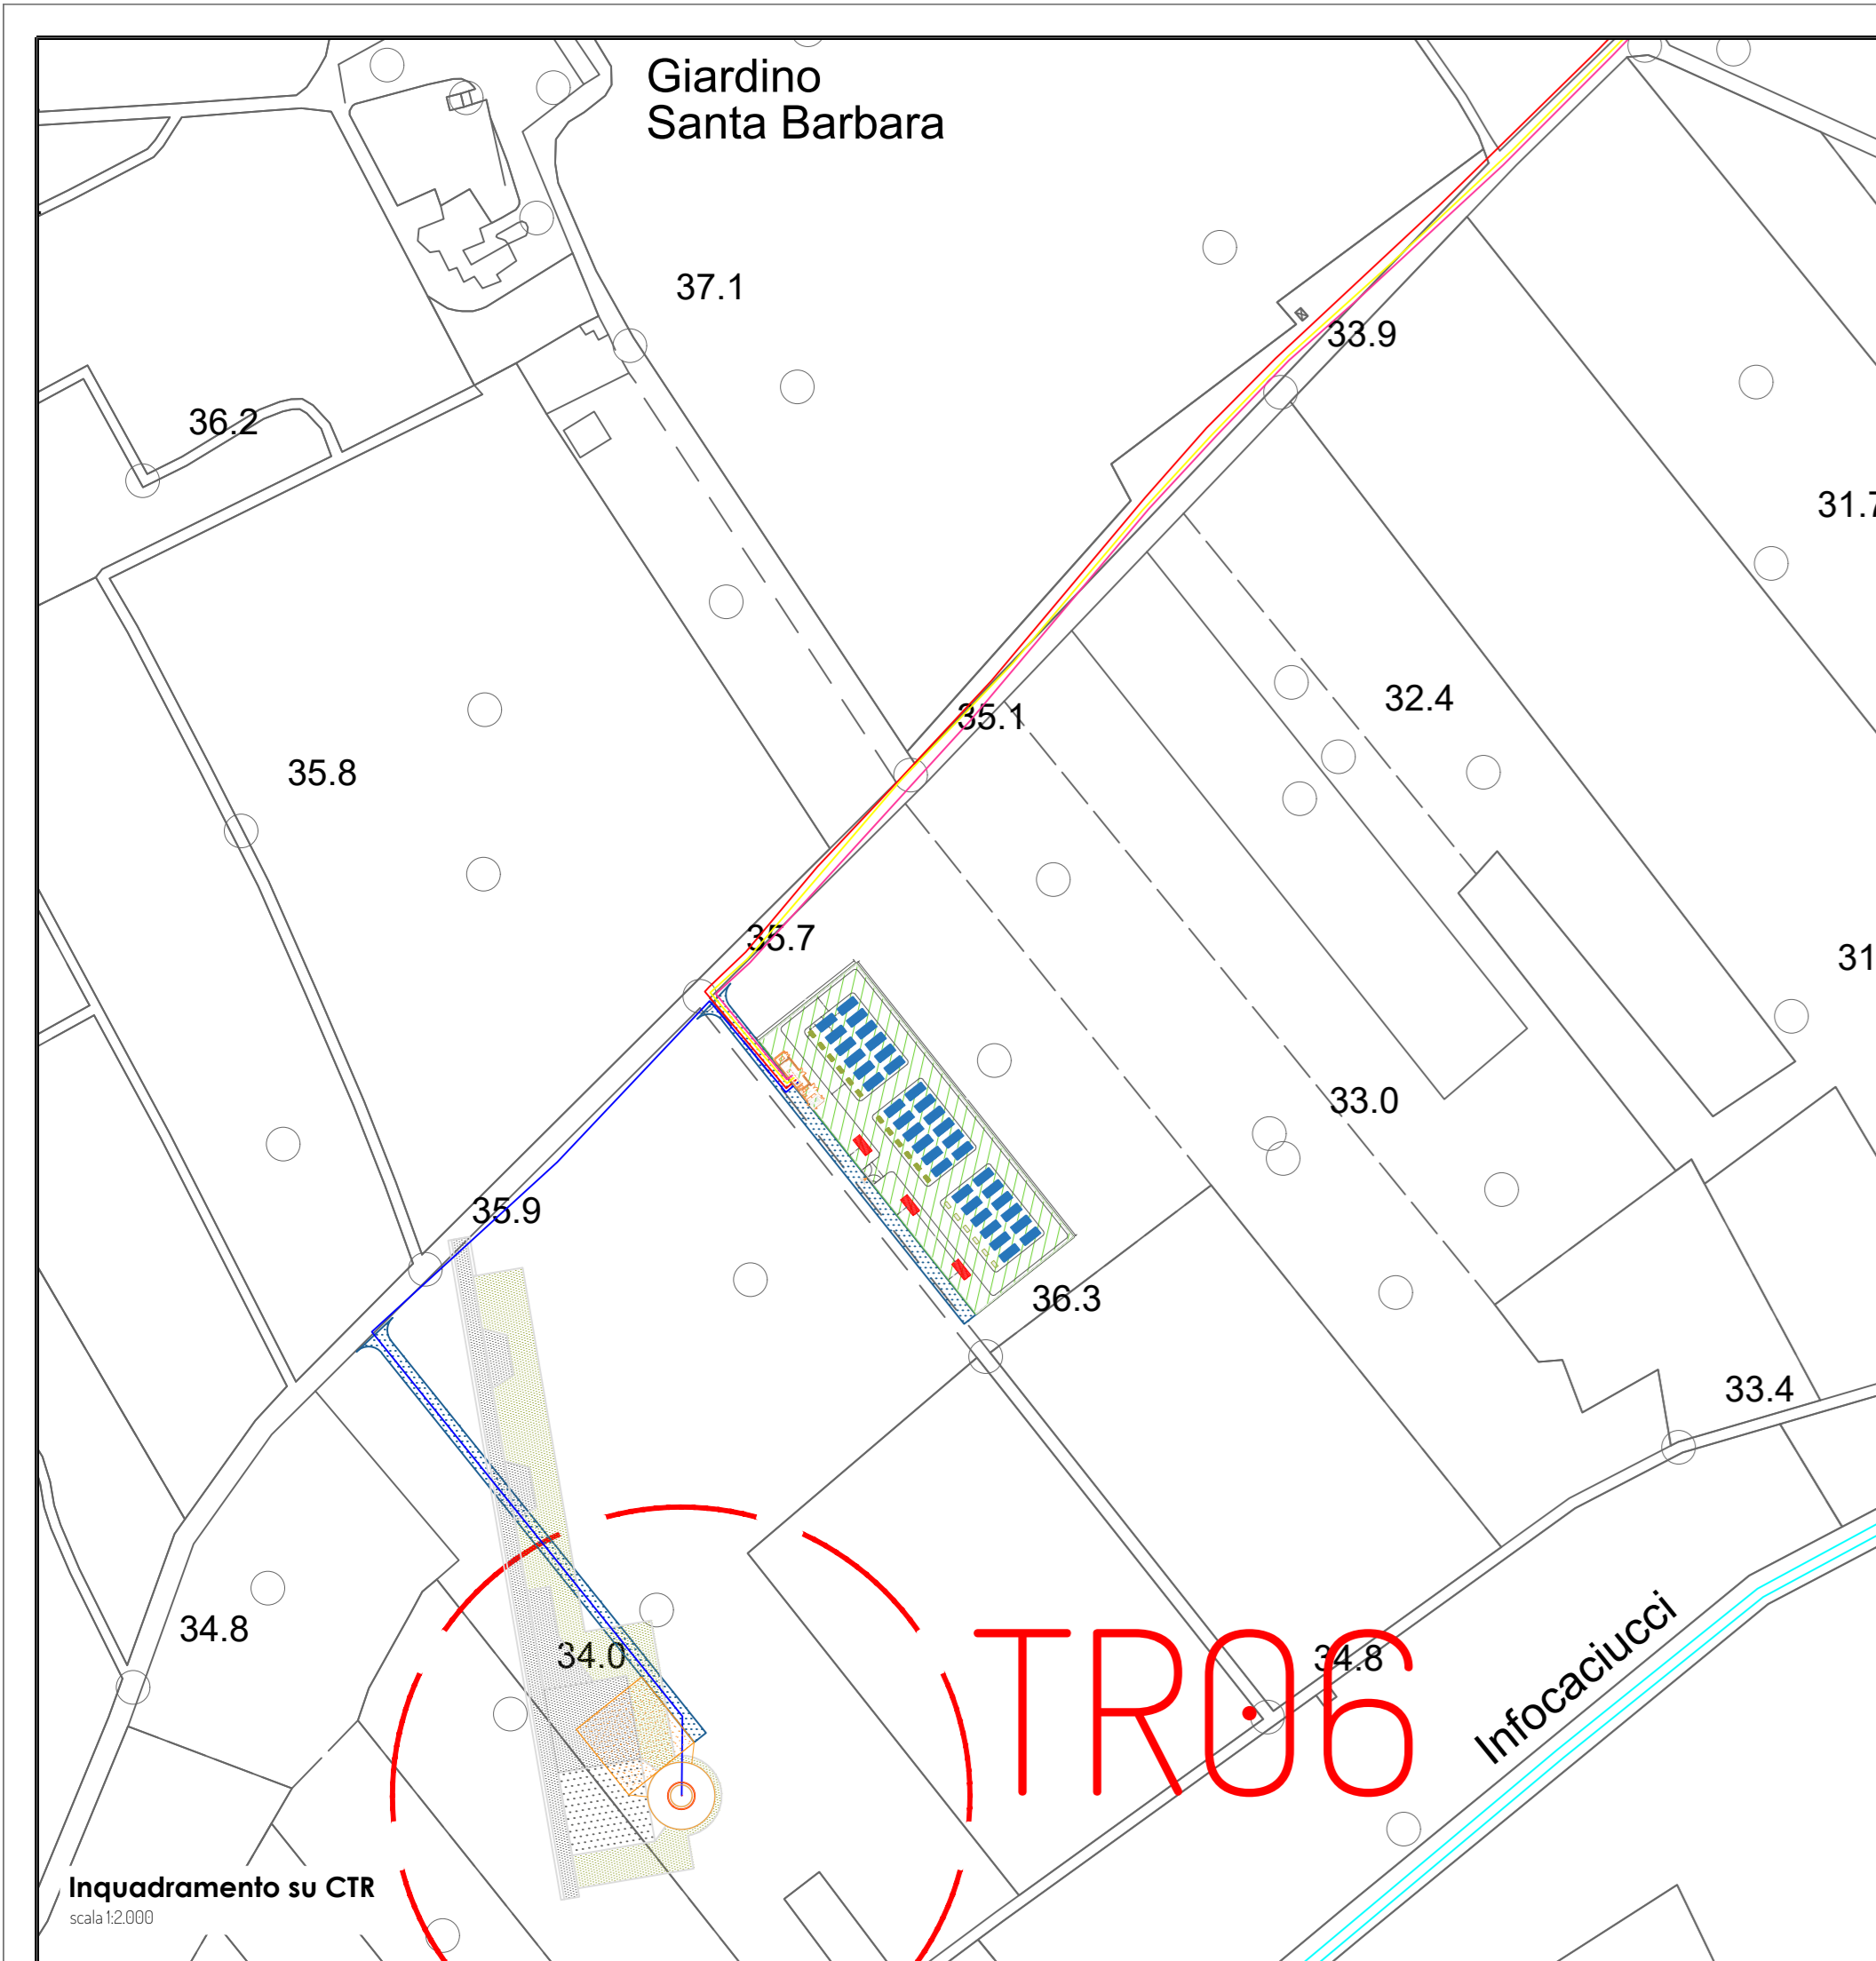 Giardino
Santa Barbara
37.1
33.9
36.2
31.7
32.4
35.1
35.8
35.7
31
33.0
35.9
36.3
33.4
34.8
34.0
TR06
34.8
Infocaciucci
Inquadramento su CTR
scala 1:2.000